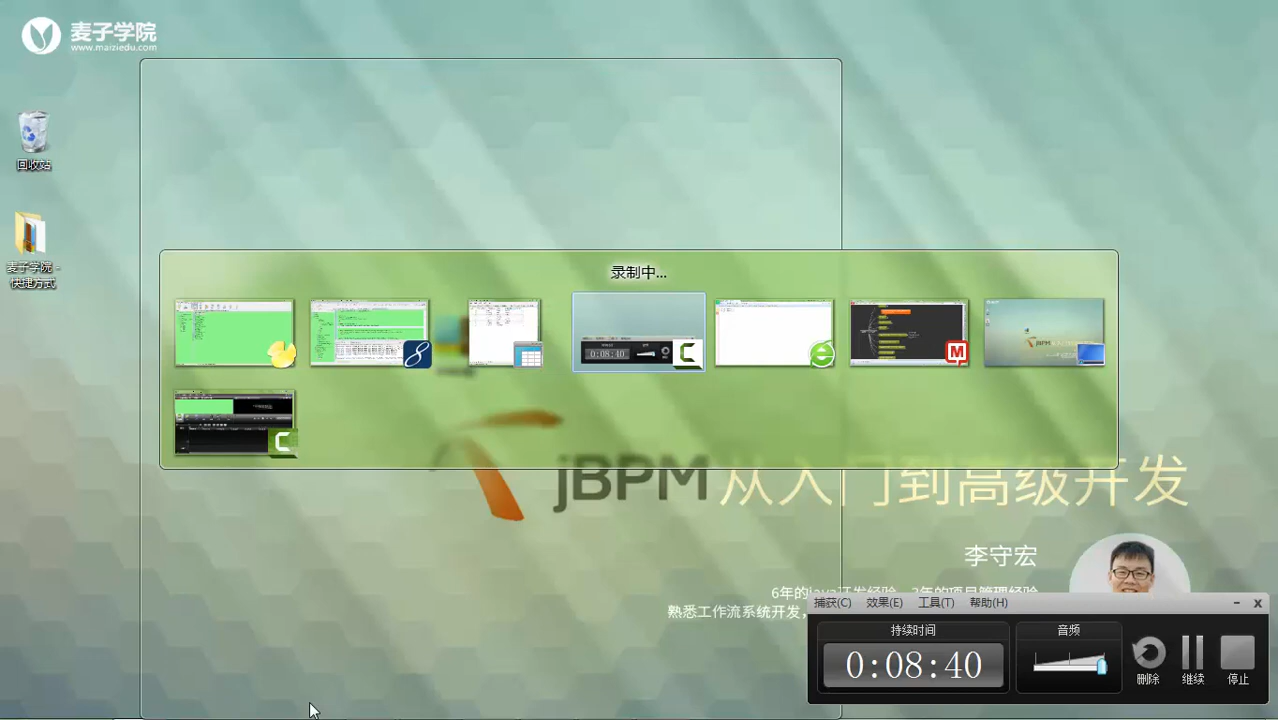 麦子学院
www.maiziedu.com
回收站
麦子学院 -
快捷方式
录制中...
0:08:40
jBPM从入门到高级开发
李守宏
6年的java开发经验，3年的项目管理经验
熟悉工作流系统开发，
捕获(C) 效果(E) 工具(T) 帮助(H)
持续时间
音频
0:08:40
删除 继续 停止